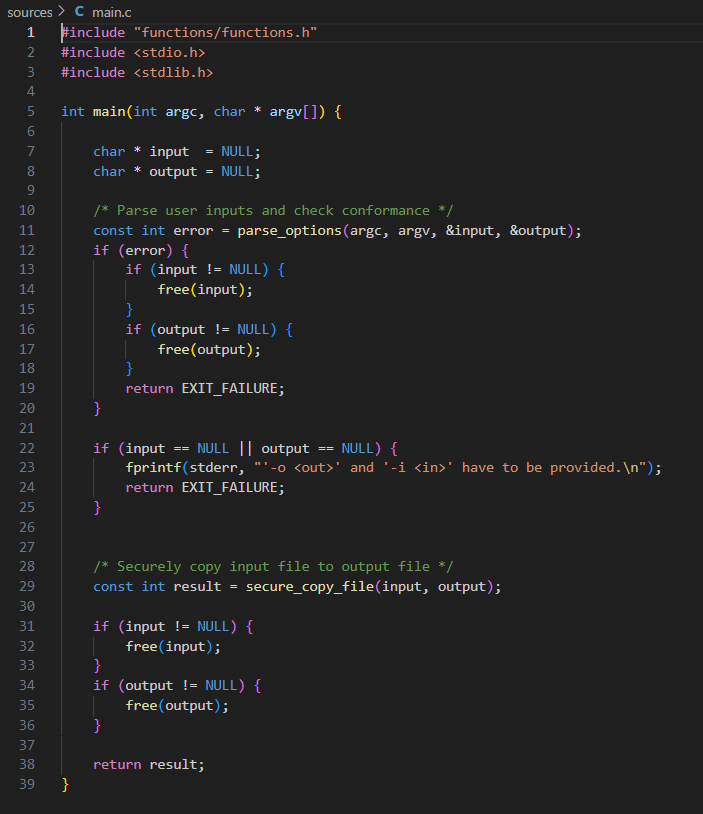 sources > C main.c
1 #include "functions/functions.h"
2 #include <stdio.h>
3 #include <stdlib.h>
4
5 int main(int argc, char * argv[]) {
6
7     char * input  = NULL;
8     char * output = NULL;
9
10     /* Parse user inputs and check conformance */
11     const int error = parse_options(argc, argv, &input, &output);
12     if (error) {
13         if (input != NULL) {
14             free(input);
15         }
16         if (output != NULL) {
17             free(output);
18         }
19         return EXIT_FAILURE;
20     }
21
22     if (input == NULL || output == NULL) {
23         fprintf(stderr, "'-o <out>' and '-i <in>' have to be provided.\n");
24         return EXIT_FAILURE;
25     }
26
27
28     /* Securely copy input file to output file */
29     const int result = secure_copy_file(input, output);
30
31     if (input != NULL) {
32         free(input);
33     }
34     if (output != NULL) {
35         free(output);
36     }
37
38     return result;
39 }